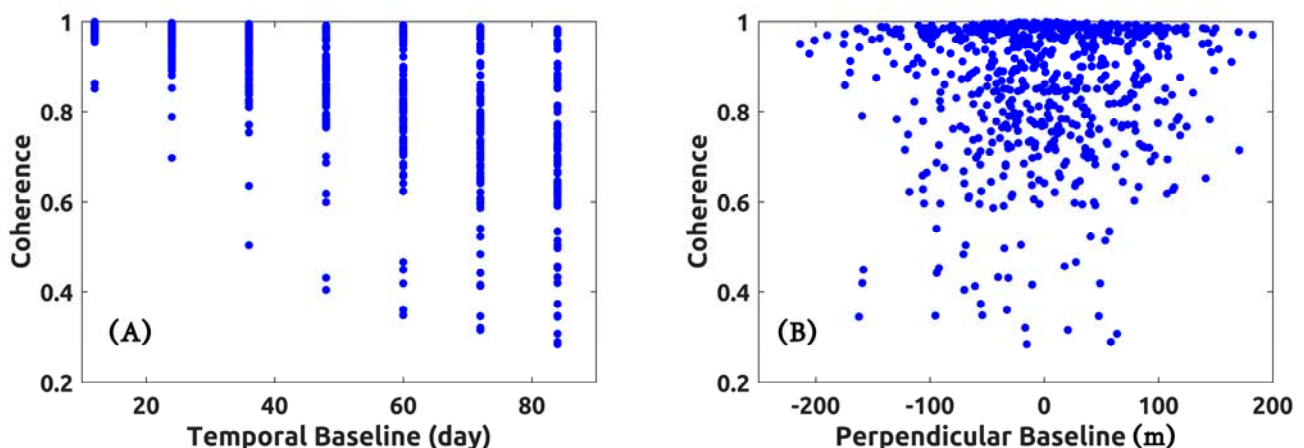 1
0.8
0.6
0.4
0.2
Coherence
(A)
20 40 60 80
Temporal Baseline (day)
1
0.8
0.6
0.4
0.2
Coherence
(B)
-200 -100 0 100 200
Perpendicular Baseline (m)